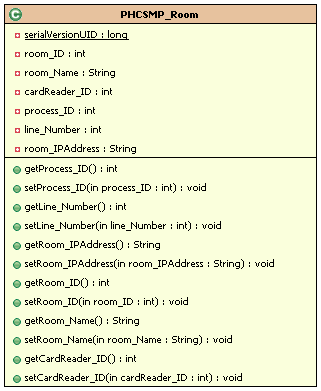 C PHCSMP_Room
serialVersionUID : long
room_ID : int
room_Name : String
cardReader_ID : int
process_ID : int
line_Number : int
room_IPAddress : String
getProcess_ID() : int
setProcess_ID(in process_ID : int) : void
getLine_Number() : int
setLine_Number(in line_Number : int) : void
getRoom_IPAddress() : String
setRoom_IPAddress(in room_IPAddress : String) : void
getRoom_ID() : int
setRoom_ID(in room_ID : int) : void
getRoom_Name() : String
setRoom_Name(in room_Name : String) : void
getCardReader_ID() : int
setCardReader_ID(in cardReader_ID : int) : void